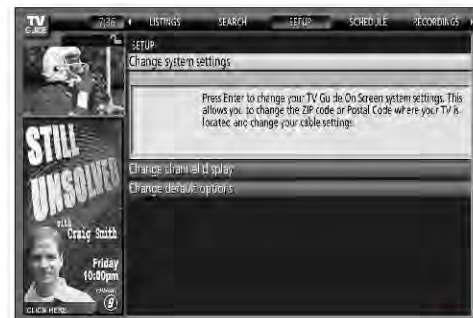 TV
GUIDE
7:26 LISTINGS SEARCH SETUP SCHEDULE RECORDINGS
SETUP
Change system settings
Press Enter to change your TV Guide On Screen system settings. This
allows you to change the ZIP code or Postal Code where your TV is
located and change your cable settings.
Change channel display
Change default options
STILL
UNSOLVED
with
Craig Smith
Friday
10:00pm
CHANNEL
9
CLICK HERE